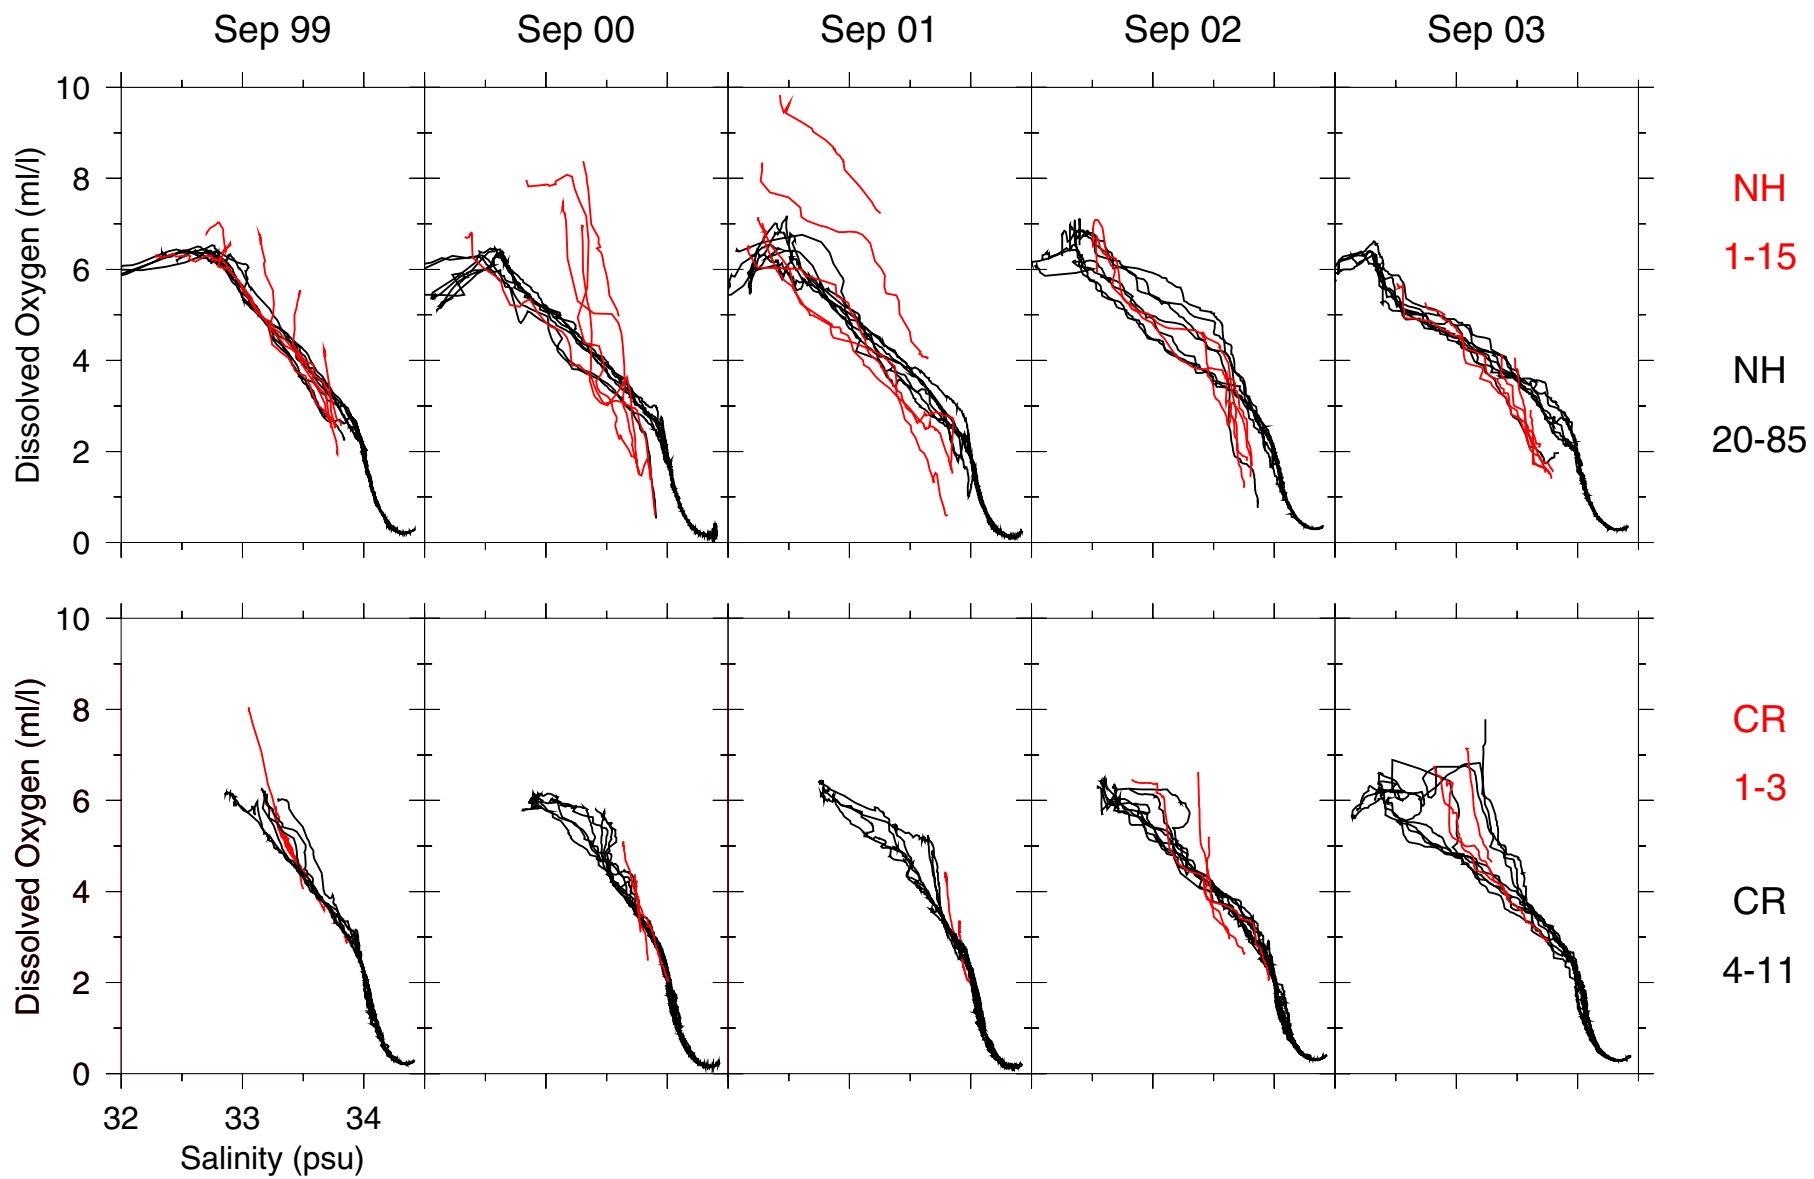 Sep 99 Sep 00 Sep 01 Sep 02 Sep 03
10
8
6
4
2
0
Dissolved Oxygen (ml/l)
NH
1-15
NH
20-85
10
8
6
4
2
0
Dissolved Oxygen (ml/l)
CR
1-3
CR
4-11
32 33 34
Salinity (psu)